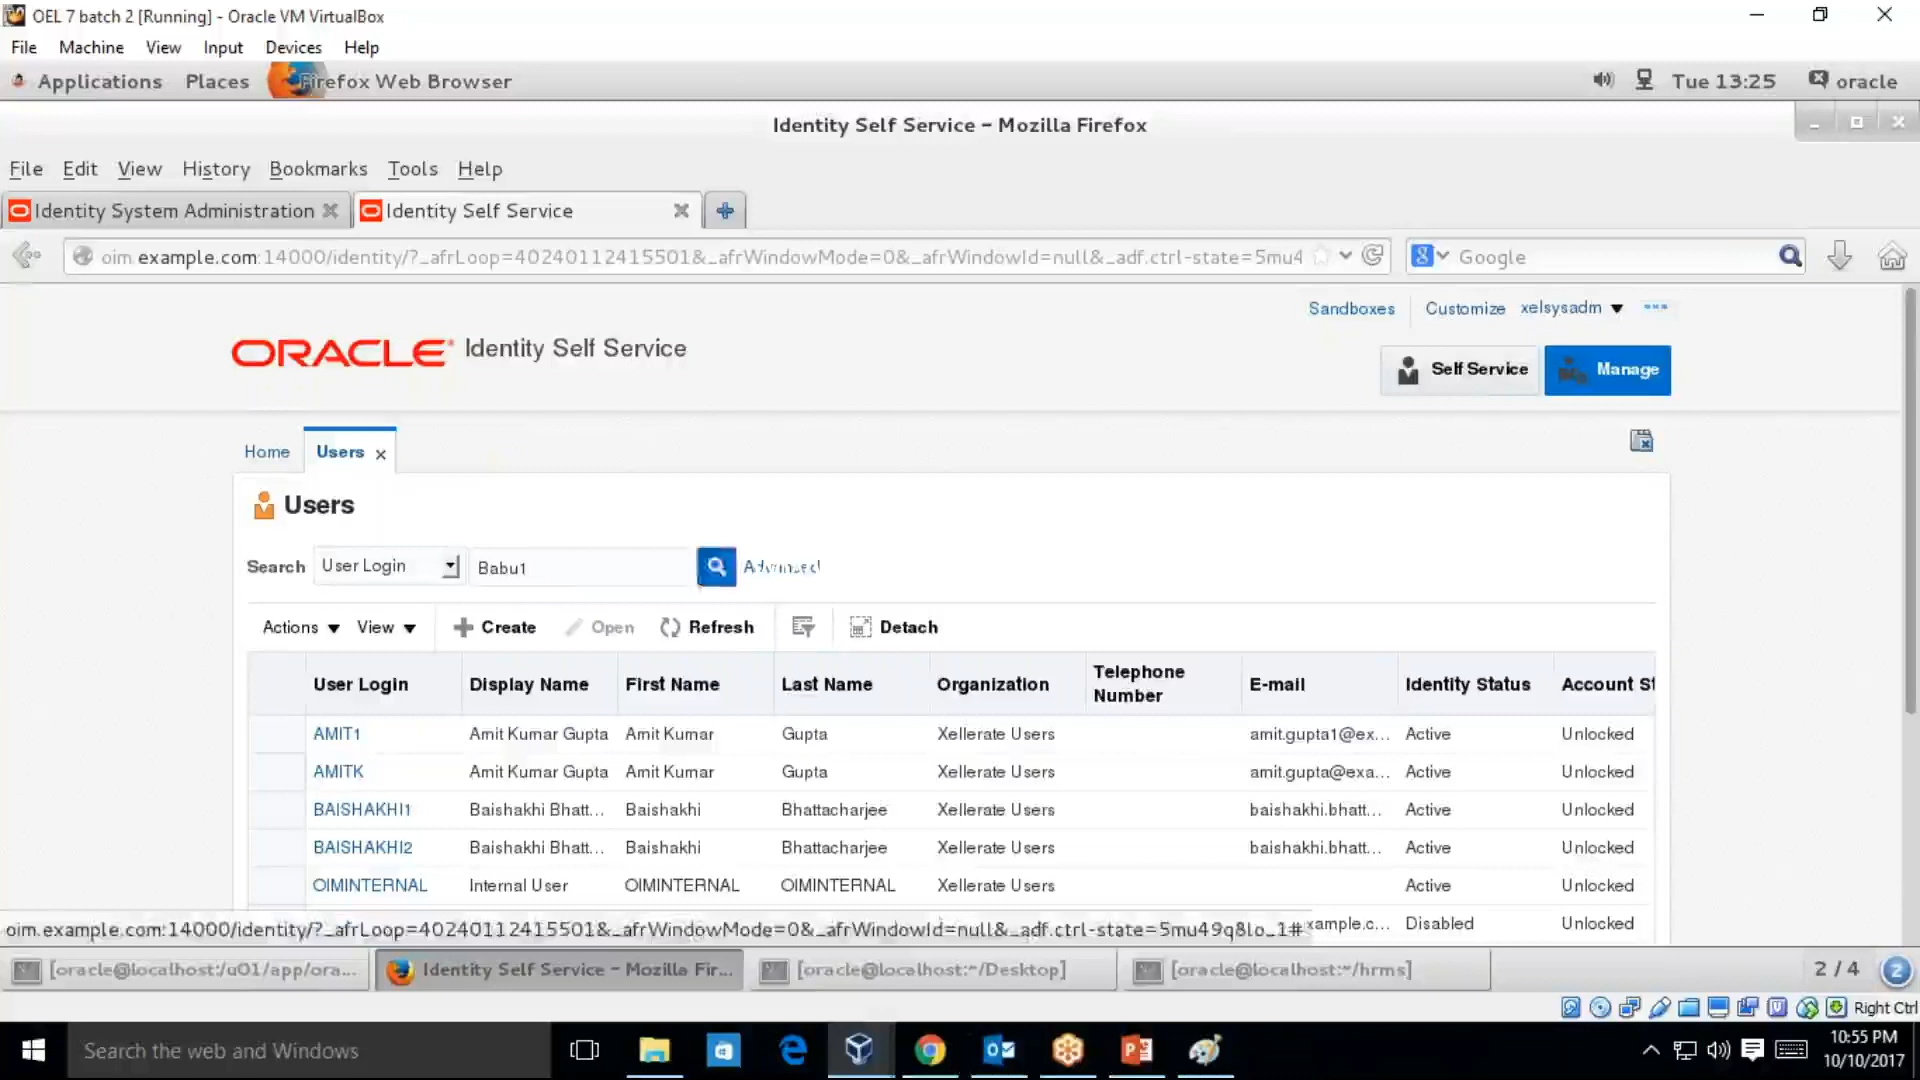 OEL 7 batch 2 [Running] - Oracle VM VirtualBox
File Machine View Input Devices Help
Applications Places Firefox Web Browser Tue 13:25 oracle
Identity Self Service - Mozilla Firefox
File Edit View History Bookmarks Tools Help
Identity System Administration Identity Self Service
oim.example.com:14000/identity/?_afrLoop=40240112415501&_afrWindowMode=0&_afrWindowId=null&_adf.ctrl-state=5mu4 Google
Sandboxes Customize xelsysadm
ORACLE Identity Self Service
Self Service Manage
Home Users
Users
Search User Login Babu1 Advanced
Actions View Create Open Refresh Detach
User Login Display Name First Name Last Name Organization Telephone Number E-mail Identity Status Account St
AMIT1 Amit Kumar Gupta Amit Kumar Gupta Xellerate Users amit.gupta1@ex... Active Unlocked
AMITK Amit Kumar Gupta Amit Kumar Gupta Xellerate Users amit.gupta@exa... Active Unlocked
BAISHAKHI1 Baishakhi Bhatt... Baishakhi Bhattacharjee Xellerate Users baishakhi.bhatt... Active Unlocked
BAISHAKHI2 Baishakhi Bhatt... Baishakhi Bhattacharjee Xellerate Users baishakhi.bhatt... Active Unlocked
OIMINTERNAL Internal User OIMINTERNAL OIMINTERNAL Xellerate Users Active Unlocked
oim.example.com:14000/identity/?_afrLoop=40240112415501&_afrWindowMode=0&_afrWindowId=null&_adf.ctrl-state=5mu49q8lo_1# xample.c... Disabled Unlocked
[oracle@localhost:/u01/app/ora... Identity Self Service - Mozilla Fir... [oracle@localhost:~/Desktop] [oracle@localhost:~/hrms] 2 / 4 2
Right Ctrl
Search the web and Windows
10:55 PM
10/10/2017